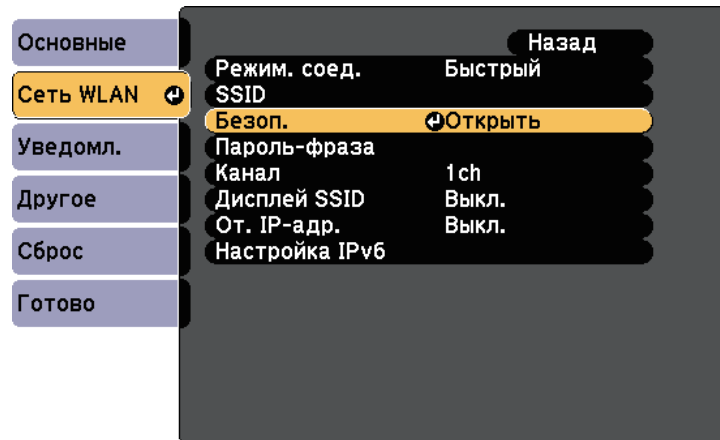 Основные
Сеть WLAN
Уведомл.
Другое
Сброс
Готово
Назад
Режим. соед. Быстрый
SSID
Безоп. Открыть
Пароль-фраза
Канал 1ch
Дисплей SSID Выкл.
От. IP-адр. Выкл.
Настройка IPv6